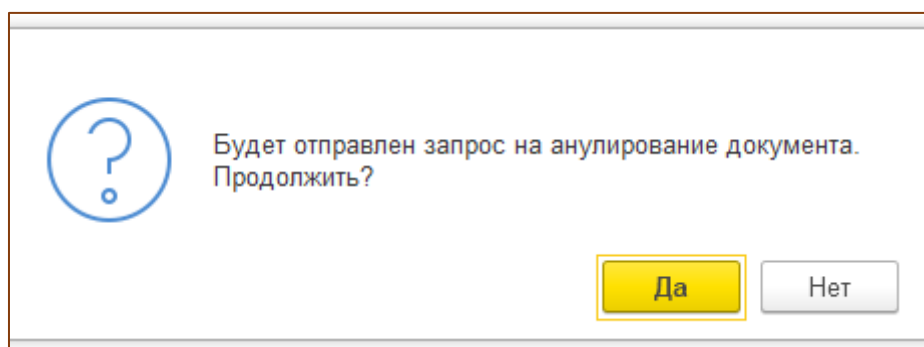 Будет отправлен запрос на анулирование документа.
Продолжить?
Да
Нет